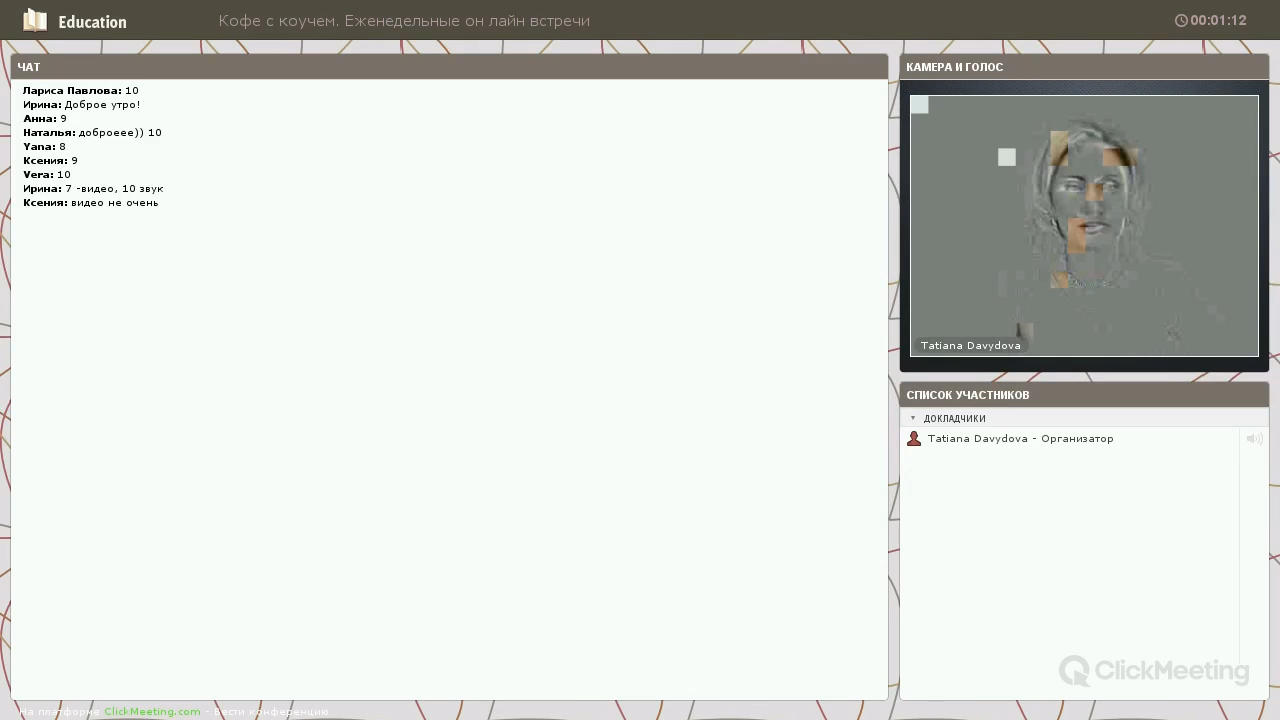 Education
Кофе с коучем. Еженедельные он лайн встречи
00:01:12
ЧАТ
Лариса Павлова: 10
Ирина: Доброе утро!
Анна: 9
Наталья: доброеее)) 10
Yana: 8
Ксения: 9
Vera: 10
Ирина: 7 -видео, 10 звук
Ксения: видео не очень
КАМЕРА И ГОЛОС
Tatiana Davydova
СПИСОК УЧАСТНИКОВ
ДОКЛАДЧИКИ
Tatiana Davydova - Организатор
ClickMeeting
На платформе ClickMeeting.com - Вести конференцию